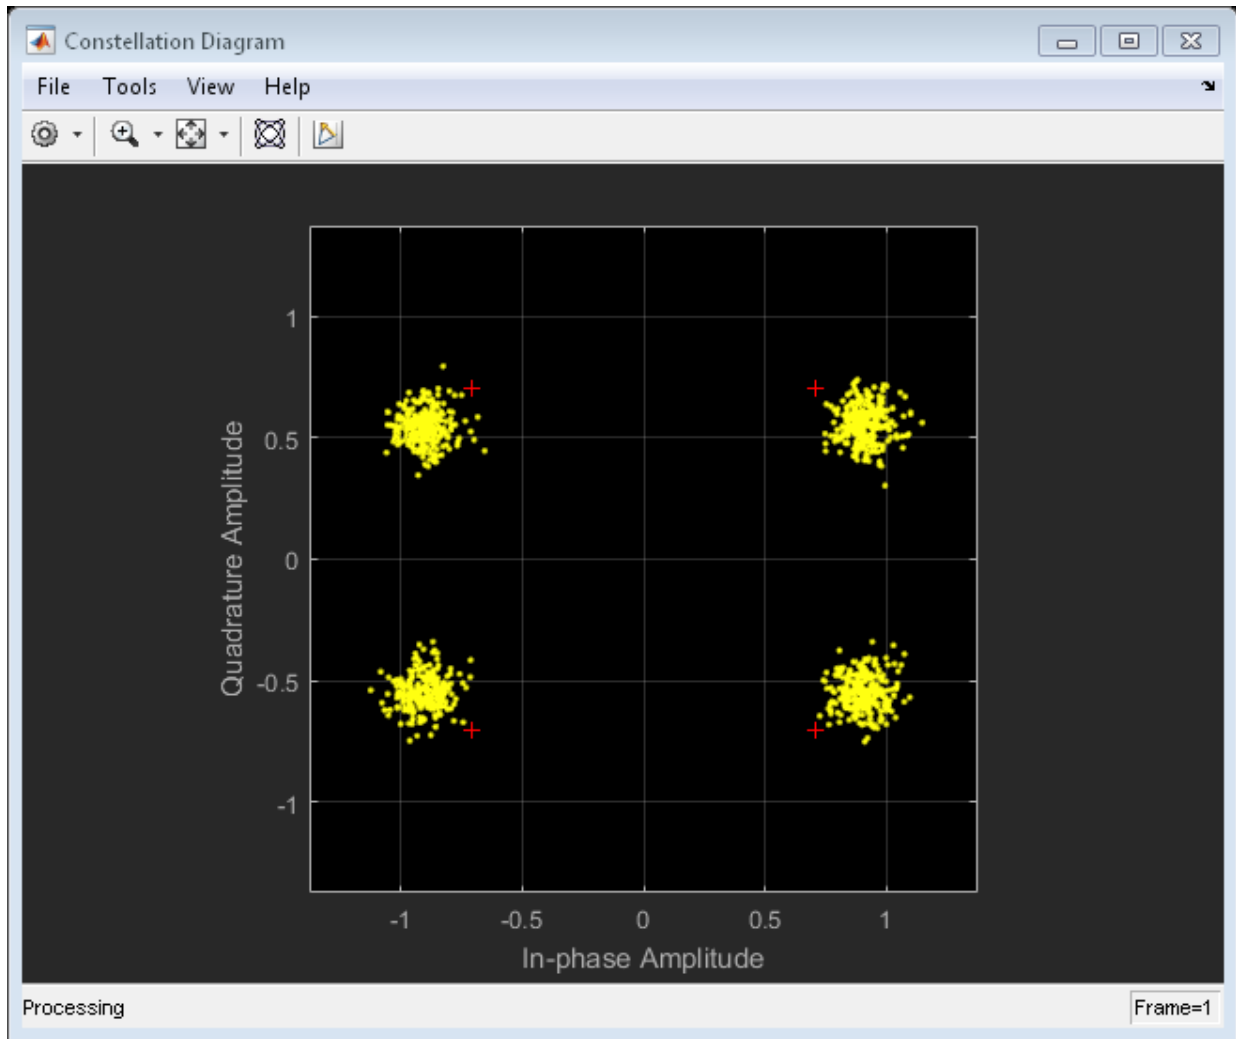 Constellation Diagram
File Tools View Help
1
0.5
0
-0.5
-1
Quadrature Amplitude
-1 -0.5 0 0.5 1
In-phase Amplitude
Processing Frame=1